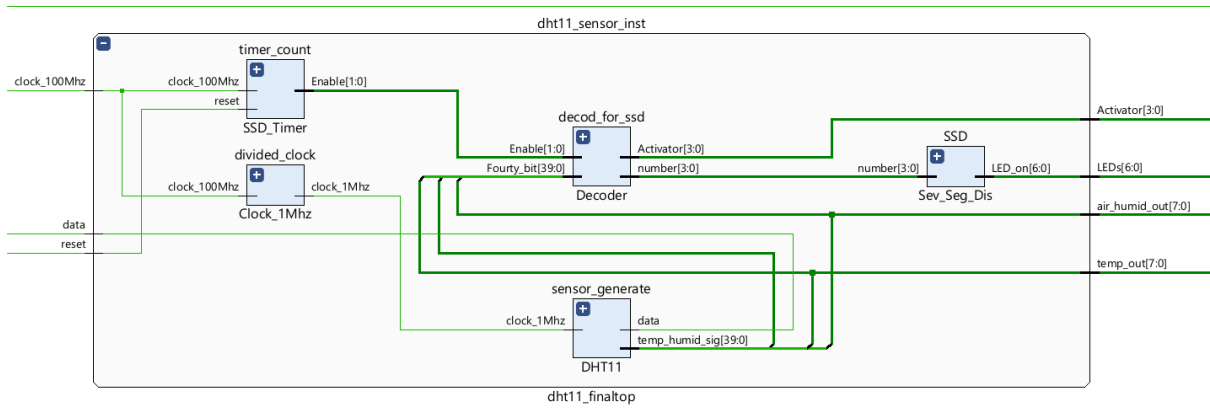 dht11_sensor_inst
timer_count
clock_100Mhz
clock_100Mhz
Enable[1:0]
reset
SSD_Timer
divided_clock
clock_100Mhz
clock_1Mhz
Clock_1Mhz
data
reset
decod_for_ssd
Enable[1:0]
Activator[3:0]
Fourty_bit[39:0]
number[3:0]
Decoder
SSD
number[3:0]
LED_on[6:0]
Sev_Seg_Dis
Activator[3:0]
LEDs[6:0]
air_humid_out[7:0]
temp_out[7:0]
sensor_generate
clock_1Mhz
data
temp_humid_sig[39:0]
DHT11
dht11_finaltop